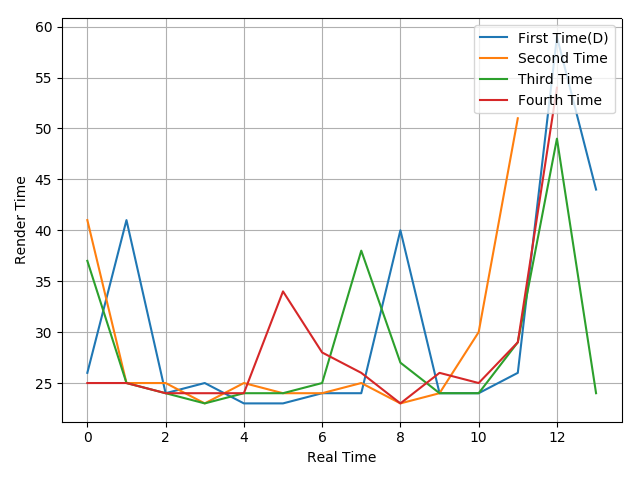 60
55
50
45
40
35
30
25
Render Time
First Time(D)
Second Time
Third Time
Fourth Time
0 2 4 6 8 10 12
Real Time